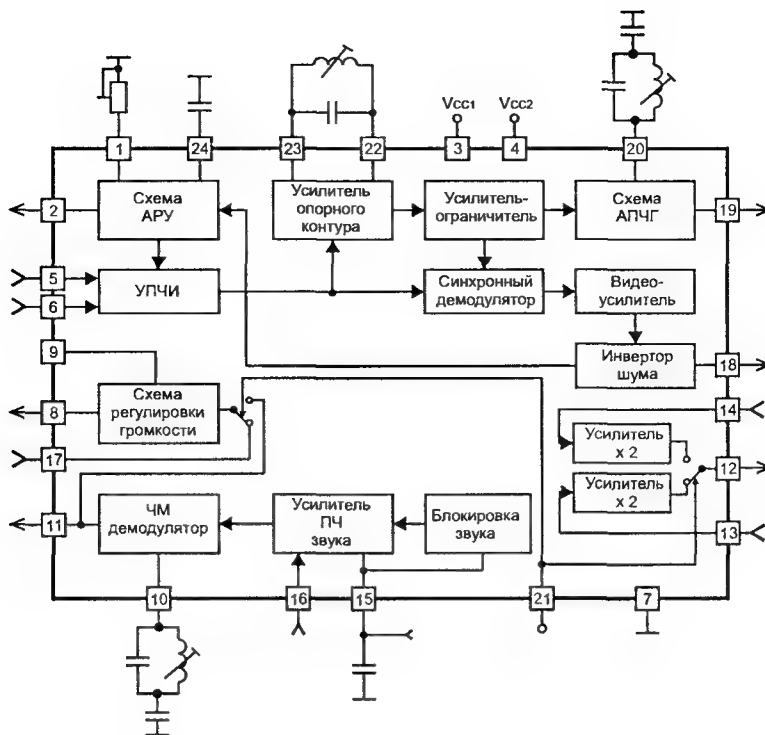 Vcc1
Vcc2
1
24
23
22
3
4
20
2
Схема
АРУ
Усилитель
опорного
контура
Усилитель-
ограничитель
Схема
АПЧГ
19
5
6
УПЧИ
Синхронный
демодулятор
Видео-
усилитель
9
Инвертор
шума
18
8
Схема
регулировки
громкости
14
17
Усилитель
х 2
12
Усилитель
х 2
11
ЧМ
демодулятор
Усилитель
ПЧ
звука
Блокировка
звука
13
10
16
15
21
7